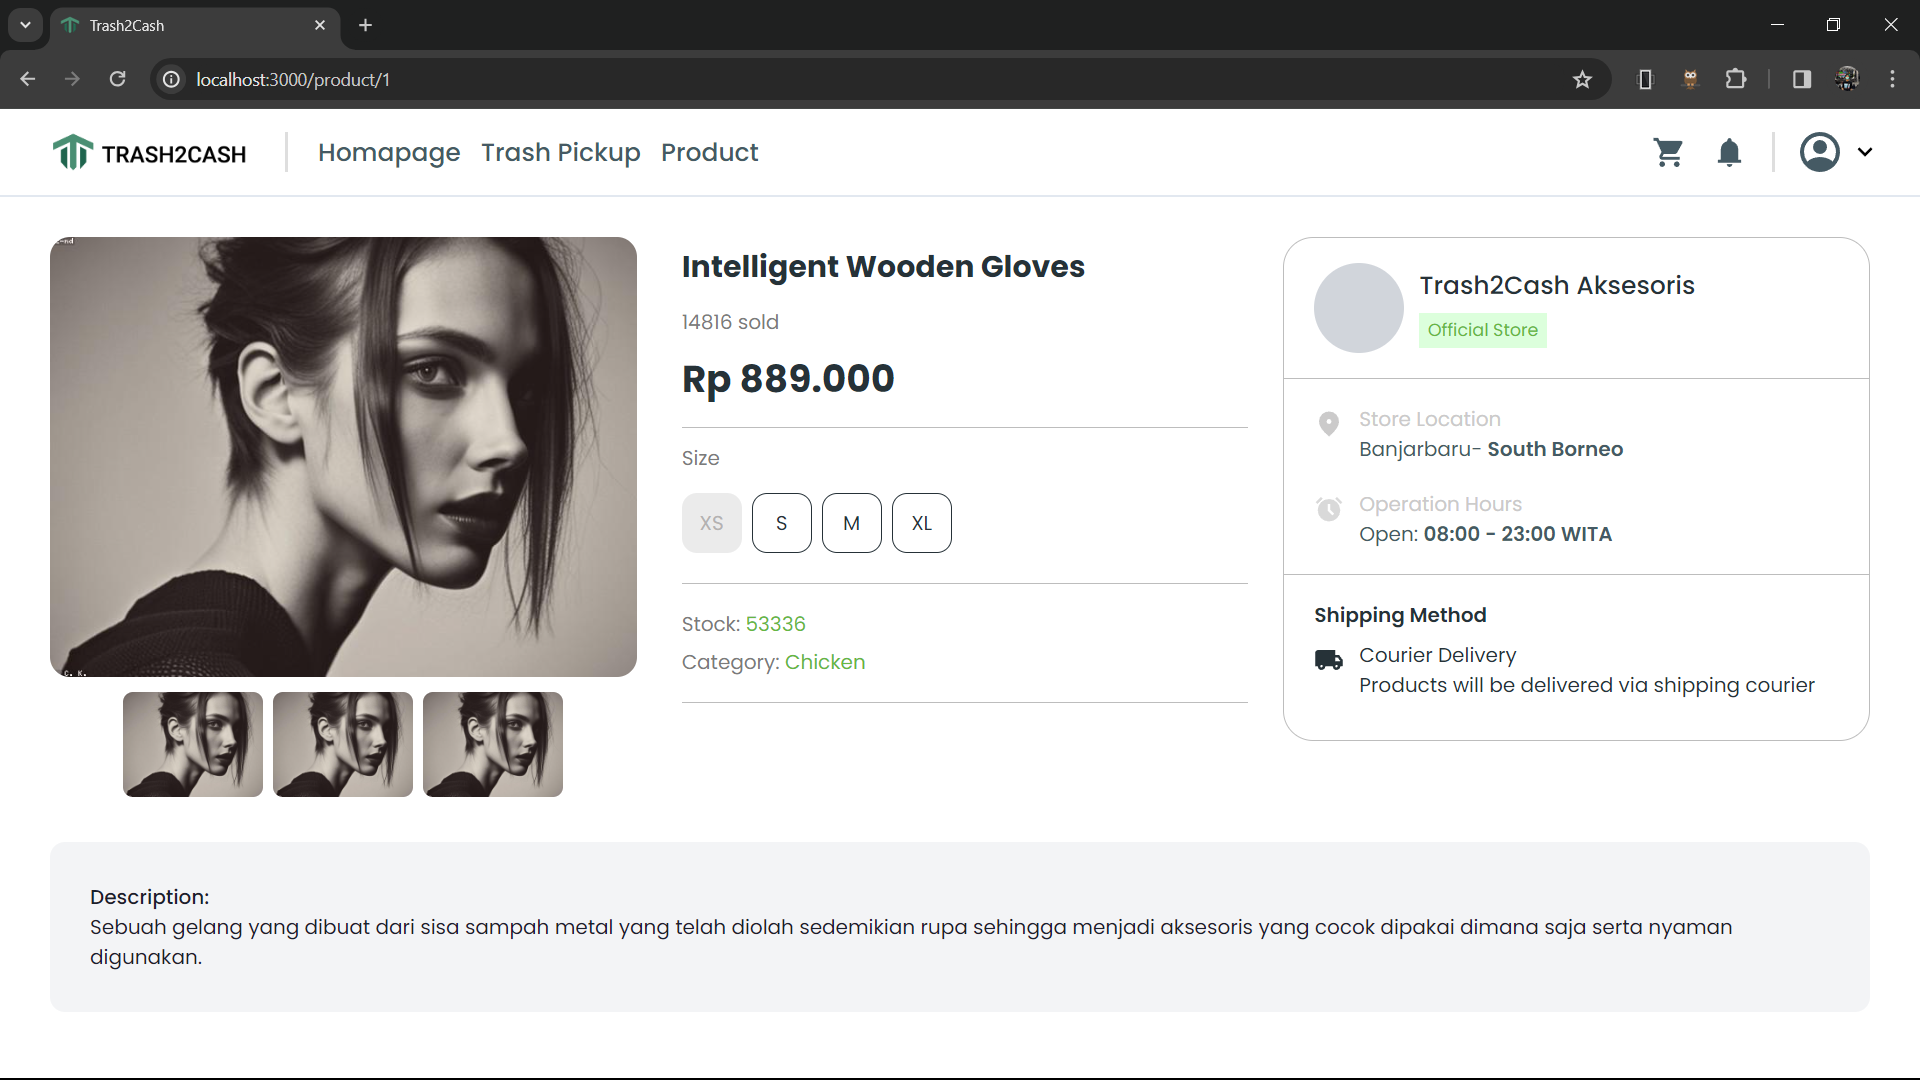 Trash2Cash
localhost:3000/product/1
TRASH2CASH
Homapage Trash Pickup Product
Intelligent Wooden Gloves
14816 sold
Rp 889.000
Size
XS S M XL
Stock: 53336
Category: Chicken
Trash2Cash Aksesoris
Official Store
Store Location
Banjarbaru- South Borneo
Operation Hours
Open: 08:00 - 23:00 WITA
Shipping Method
Courier Delivery
Products will be delivered via shipping courier
Description:
Sebuah gelang yang dibuat dari sisa sampah metal yang telah diolah sedemikian rupa sehingga menjadi aksesoris yang cocok dipakai dimana saja serta nyaman
digunakan.